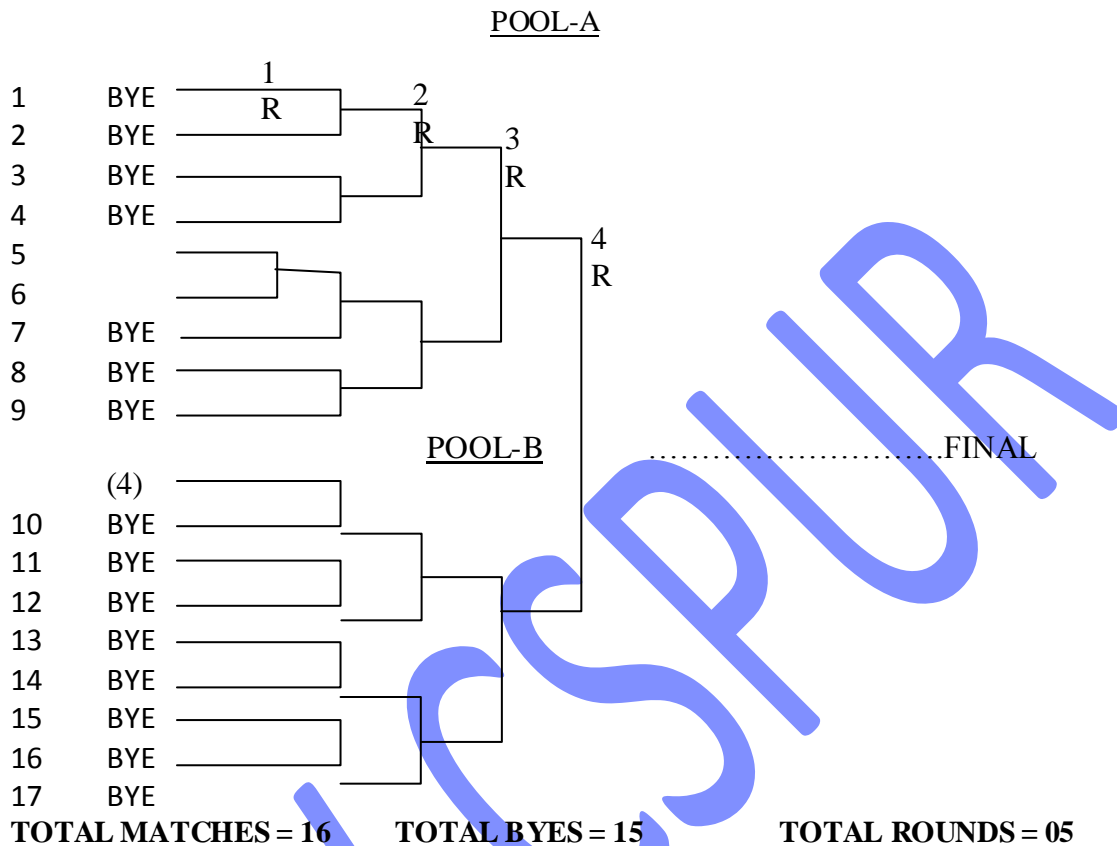 POOL-A
1
R
2
R
3
R
4
R
1 BYE
2 BYE
3 BYE
4 BYE
5
6
7 BYE
8 BYE
9 BYE
POOL-B
..............................FINAL
(4)
10 BYE
11 BYE
12 BYE
13 BYE
14 BYE
15 BYE
16 BYE
17 BYE
TOTAL MATCHES = 16 TOTAL BYES = 15 TOTAL ROUNDS = 05
CSPUR